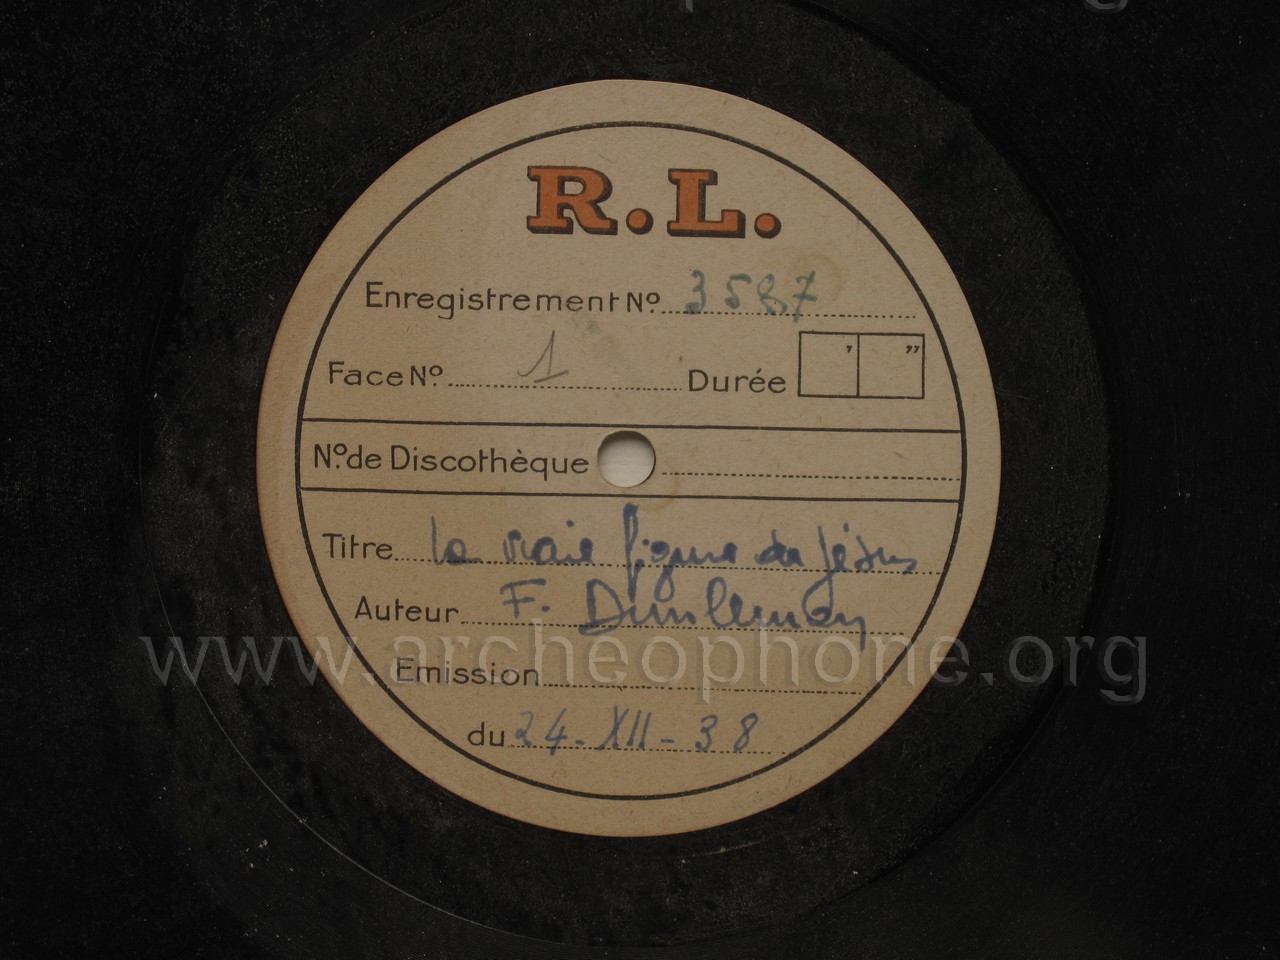 R.L.
Enregistrement No. 3587
Face No. 1 Durée ' "
No. de Discothèque
Titre La vraie figure de Jésus
Auteur F.
Emission
du 24-XII-38
www.archeophone.org